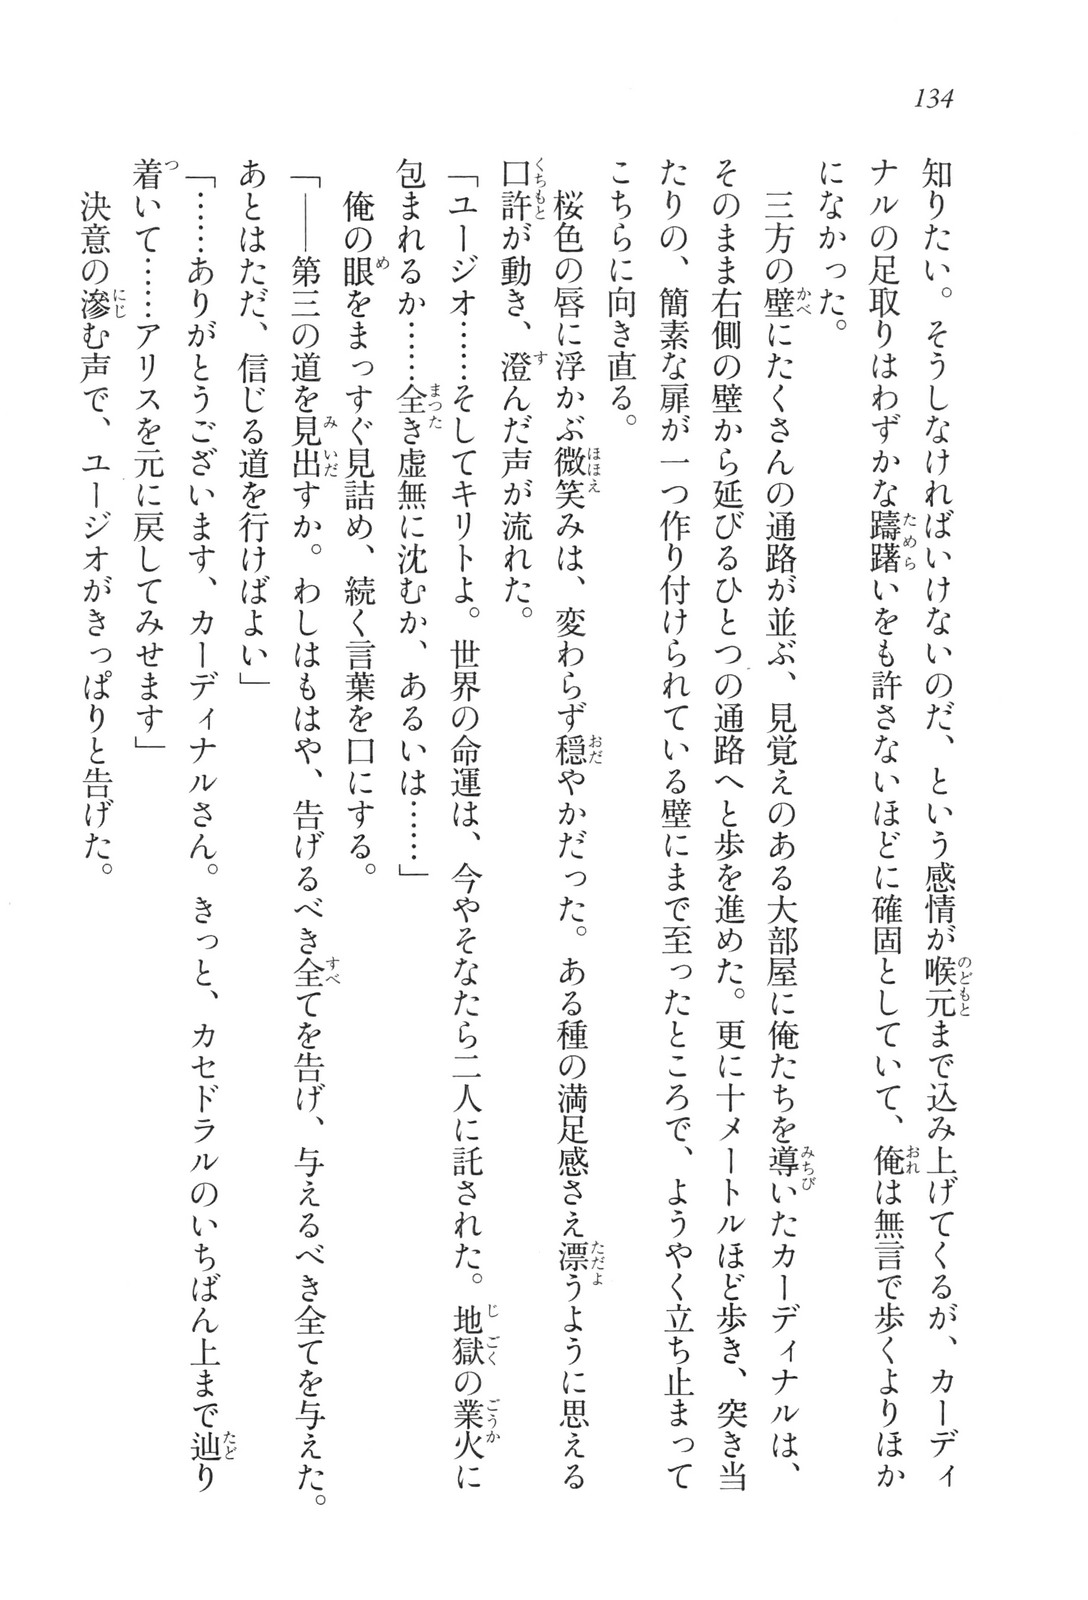 134
知りたい。そうしなければいけないのだ、という感情が喉元まで込み上げてくるが、カーディ
ナルの足取りはわずかな躊躇いをも許さないほどに確固としていて、俺は無言で歩くよりほか
になかった。
三方の壁にたくさんの通路が並ぶ、見覚えのある大部屋に俺たちを導いたカーディナルは、
そのまま右側の壁から延びるひとつの通路へと歩を進めた。更に十メートルほど歩き、突き当
たりの、簡素な扉が一つ作り付けられている壁にまで至ったところで、ようやく立ち止まって
こちらに向き直る。
桜色の唇に浮かぶ微笑みは、変わらず穏やかだった。ある種の満足感さえ漂うように思える
口許が動き、澄んだ声が流れた。
「ユージオ……そしてキリトよ。世界の命運は、今やそなたら二人に託された。地獄の業火に
包まれるか……全き虚無に沈むか、あるいは……」
俺の眼をまっすぐ見詰め、続く言葉を口にする。
「――第三の道を見出すか。わしはもはや、告げるべき全てを告げ、与えるべき全てを与えた。
あとはただ、信じる道を行けばよい」
「……ありがとうございます、カーディナルさん。きっと、カセドラルのいちばん上まで辿り
着いて……アリスを元に戻してみせます」
決意の滲む声で、ユージオがきっぱりと告げた。